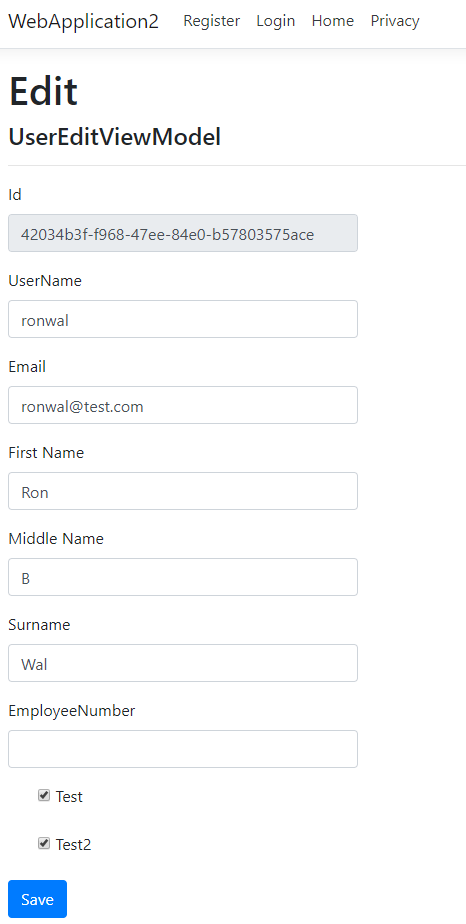 WebApplication2 Register Login Home Privacy
Edit
UserEditViewModel
Id
42034b3f-f968-47ee-84e0-b57803575ace
UserName
ronwal
Email
ronwal@test.com
First Name
Ron
Middle Name
B
Surname
Wal
EmployeeNumber
Test
Test2
Save